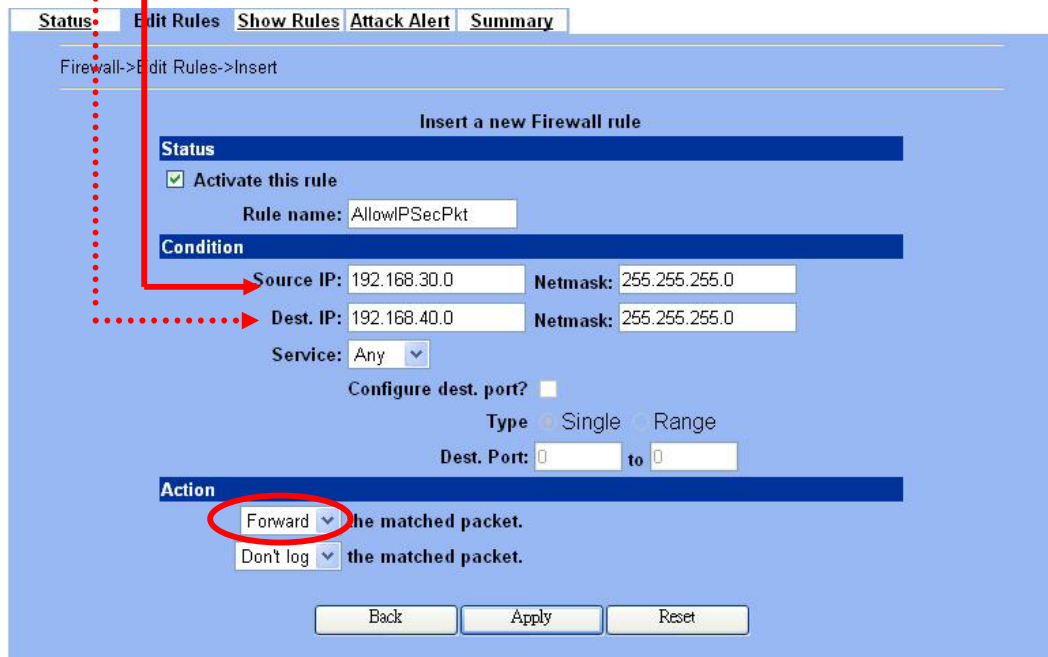 Status Edit Rules Show Rules Attack Alert Summary
Firewall->Edit Rules->Insert
Insert a new Firewall rule
Status
Activate this rule
Rule name: AllowIPSecPkt
Condition
Source IP: 192.168.30.0 Netmask: 255.255.255.0
Dest. IP: 192.168.40.0 Netmask: 255.255.255.0
Service: Any
Configure dest. port?
Type Single Range
Dest. Port: 0 to 0
Action
Forward the matched packet.
Don't log the matched packet.
Back Apply Reset